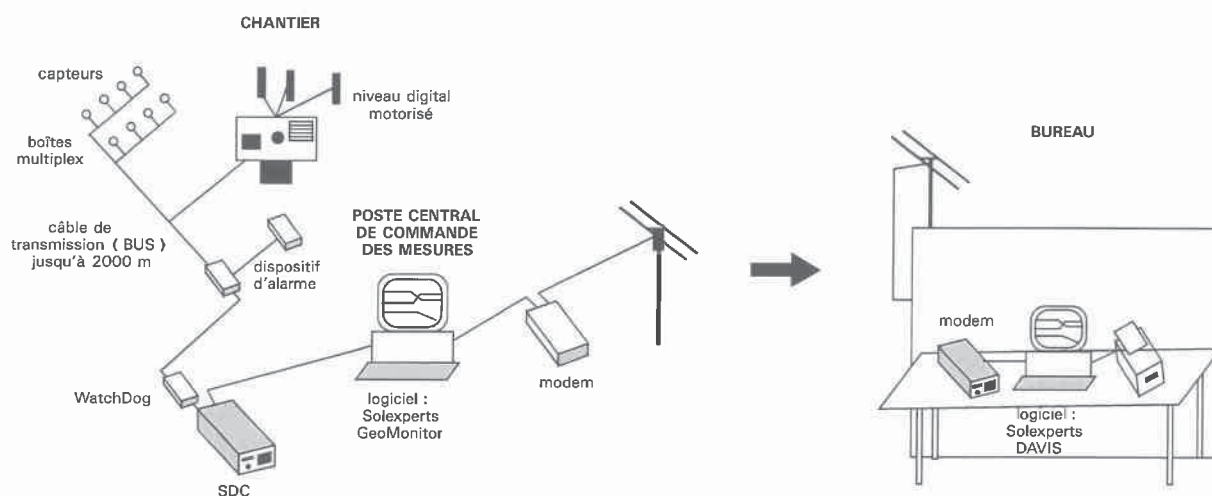 CHANTIER
capteurs
niveau digital
motorisé
boîtes
multiplex
câble de
transmission ( BUS )
jusqu'à 2000 m
dispositif
d'alarme
POSTE CENTRAL
DE COMMANDE
DES MESURES
WatchDog
SDC
logiciel :
Solexperts
GeoMonitor
modem
BUREAU
modem
logiciel :
Solexperts
DAVIS